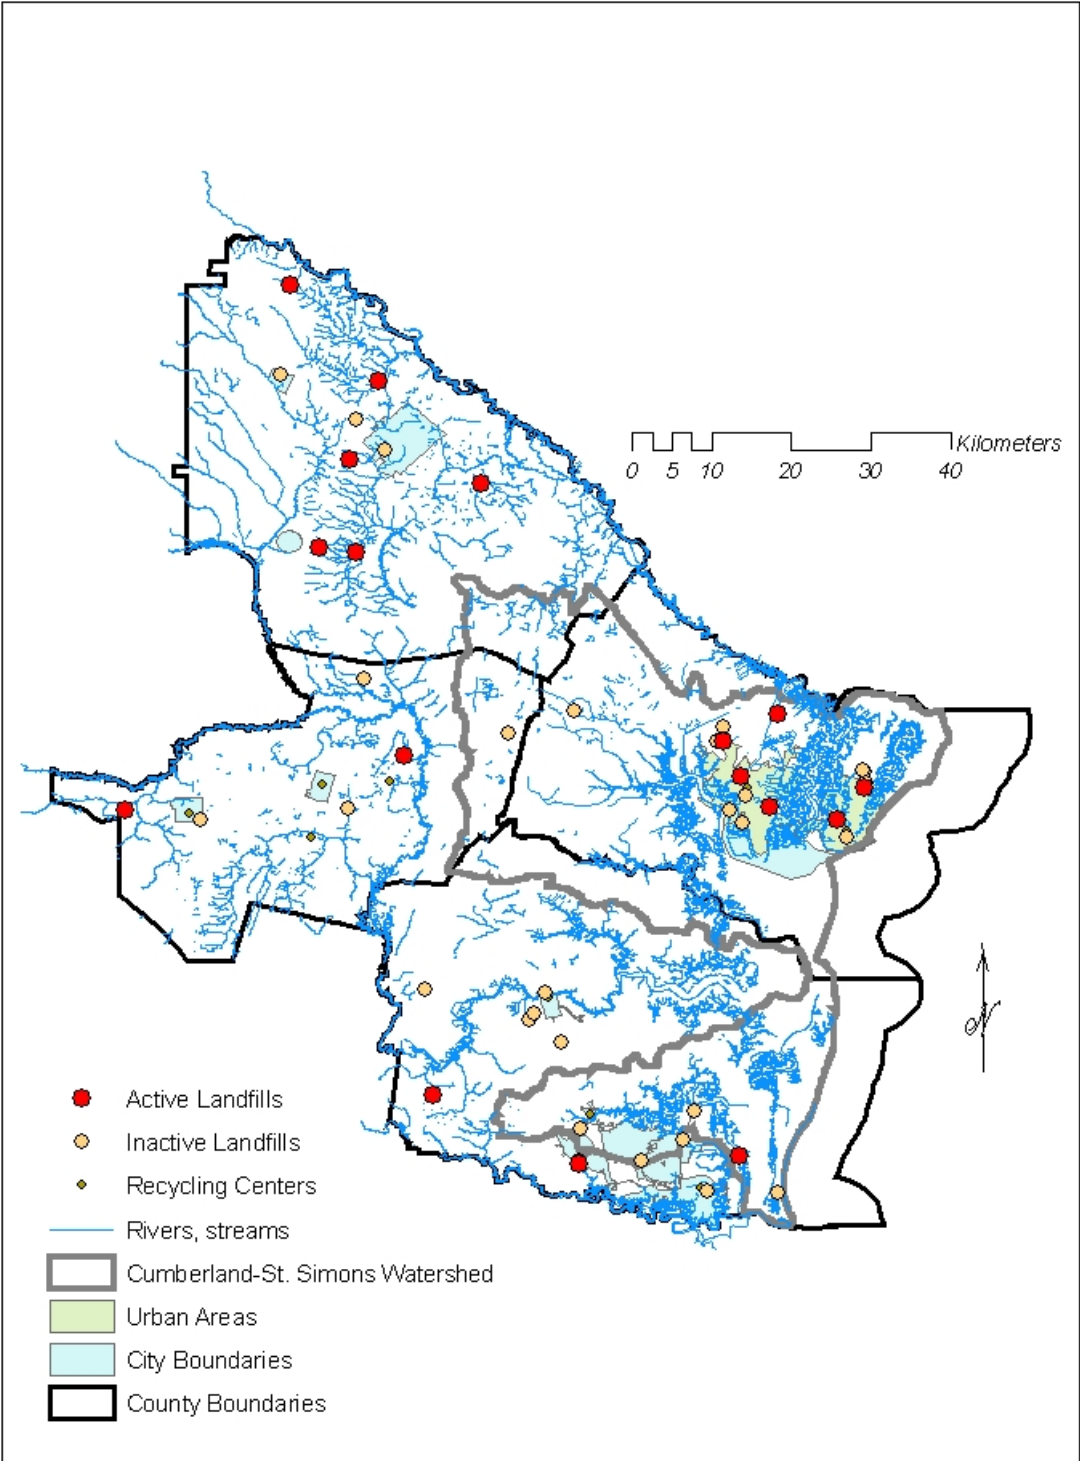 Kilometers
0 5 10 20 30 40
N
Active Landfills
Inactive Landfills
Recycling Centers
Rivers, streams
Cumberland-St. Simons Watershed
Urban Areas
City Boundaries
County Boundaries